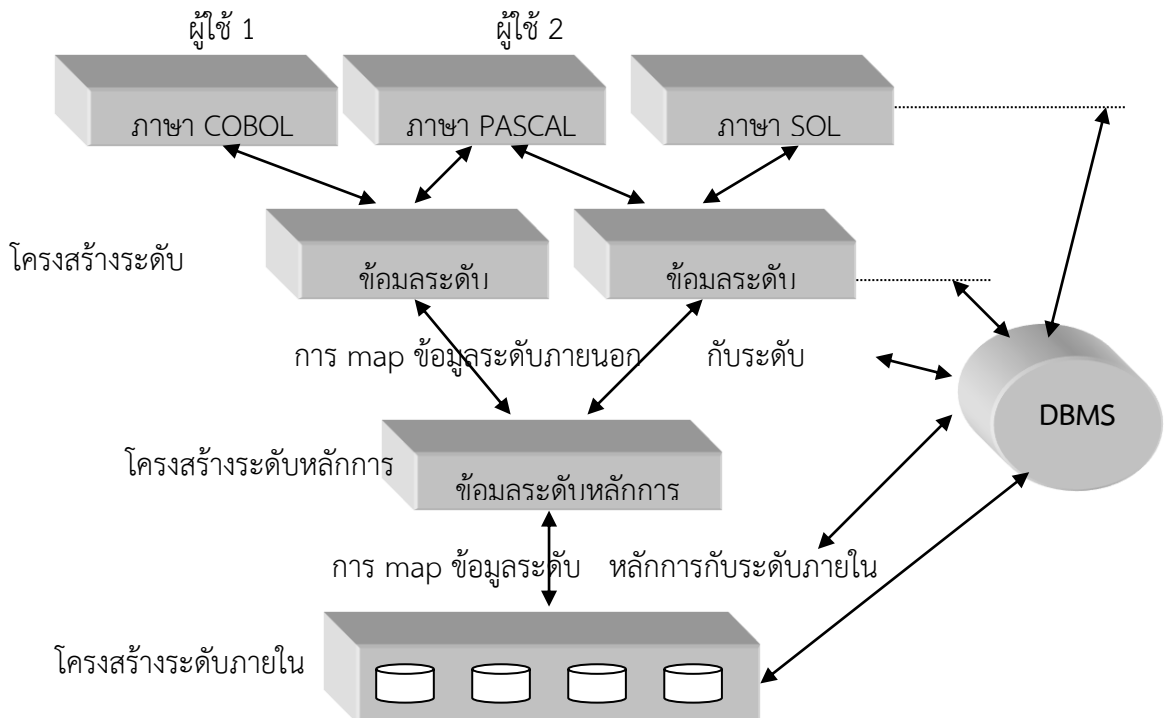 ผู้ใช้ 1
ผู้ใช้ 2
ภาษา COBOL
ภาษา PASCAL
ภาษา SOL
โครงสร้างระดับ
ข้อมูลระดับ
ข้อมูลระดับ
การ map ข้อมูลระดับภายนอก กับระดับ
DBMS
โครงสร้างระดับหลักการ
ข้อมูลระดับหลักการ
การ map ข้อมูลระดับ หลักการกับระดับภายใน
โครงสร้างระดับภายใน